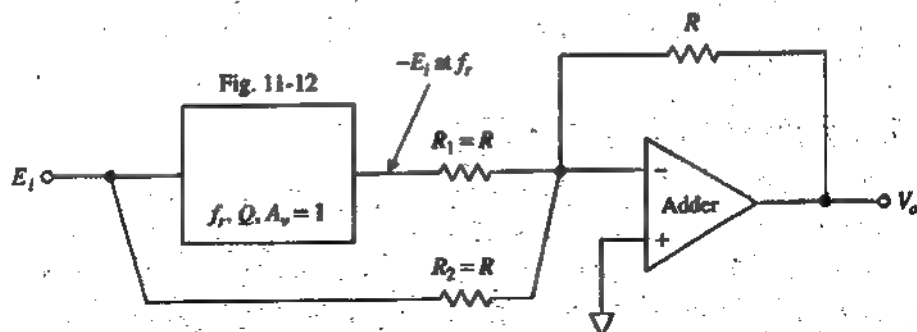 R
−E_i at f_r
Fig. 11-12
R_1 = R
E_i
−
Adder
V_o
f_r, Q, A_v = 1
+
R_2 = R